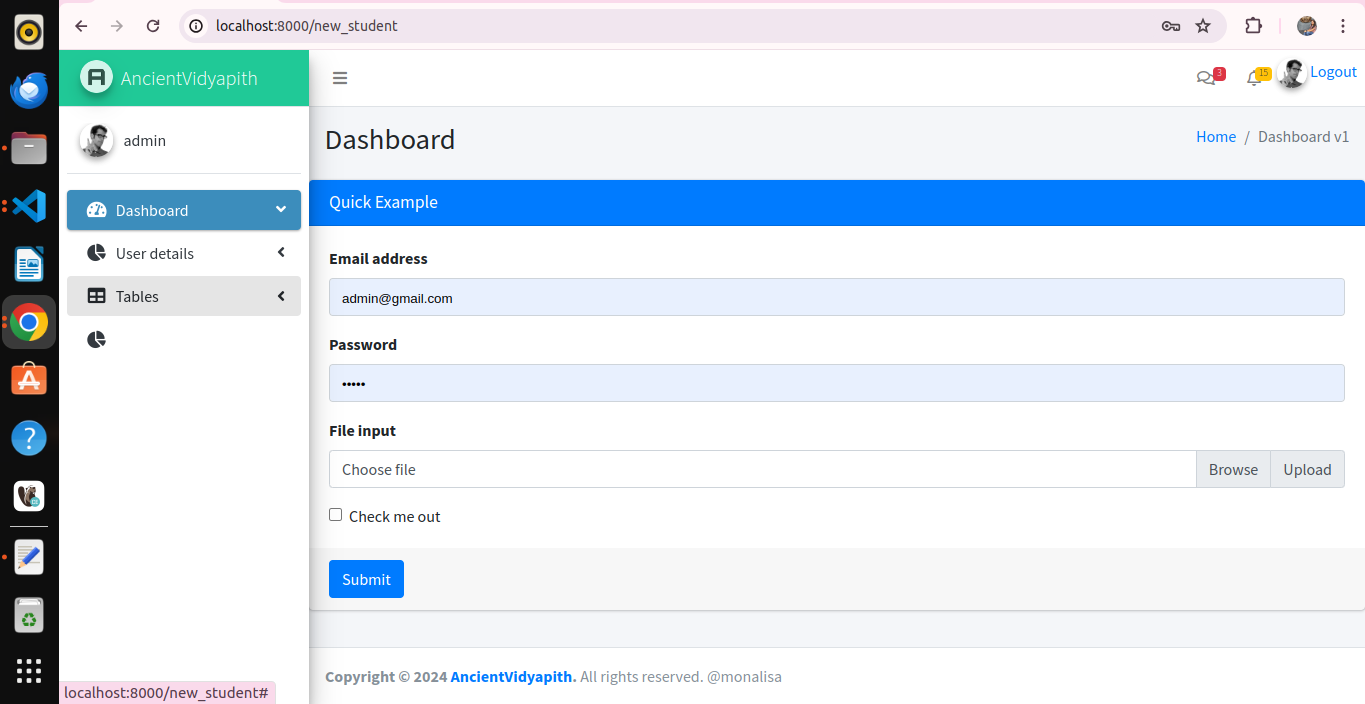 localhost:8000/new_student
A AncientVidyapith
3
15
Logout
admin
Dashboard
Home / Dashboard v1
Dashboard
User details
Tables
Quick Example
Email address
admin@gmail.com
Password
•••••
File input
Choose file
Browse
Upload
Check me out
Submit
Copyright © 2024 AncientVidyapith. All rights reserved. @monalisa
localhost:8000/new_student#